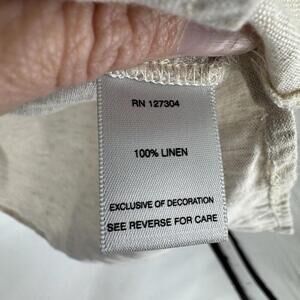 RN 127304
100% LINEN
EXCLUSIVE OF DECORATION
SEE REVERSE FOR CARE